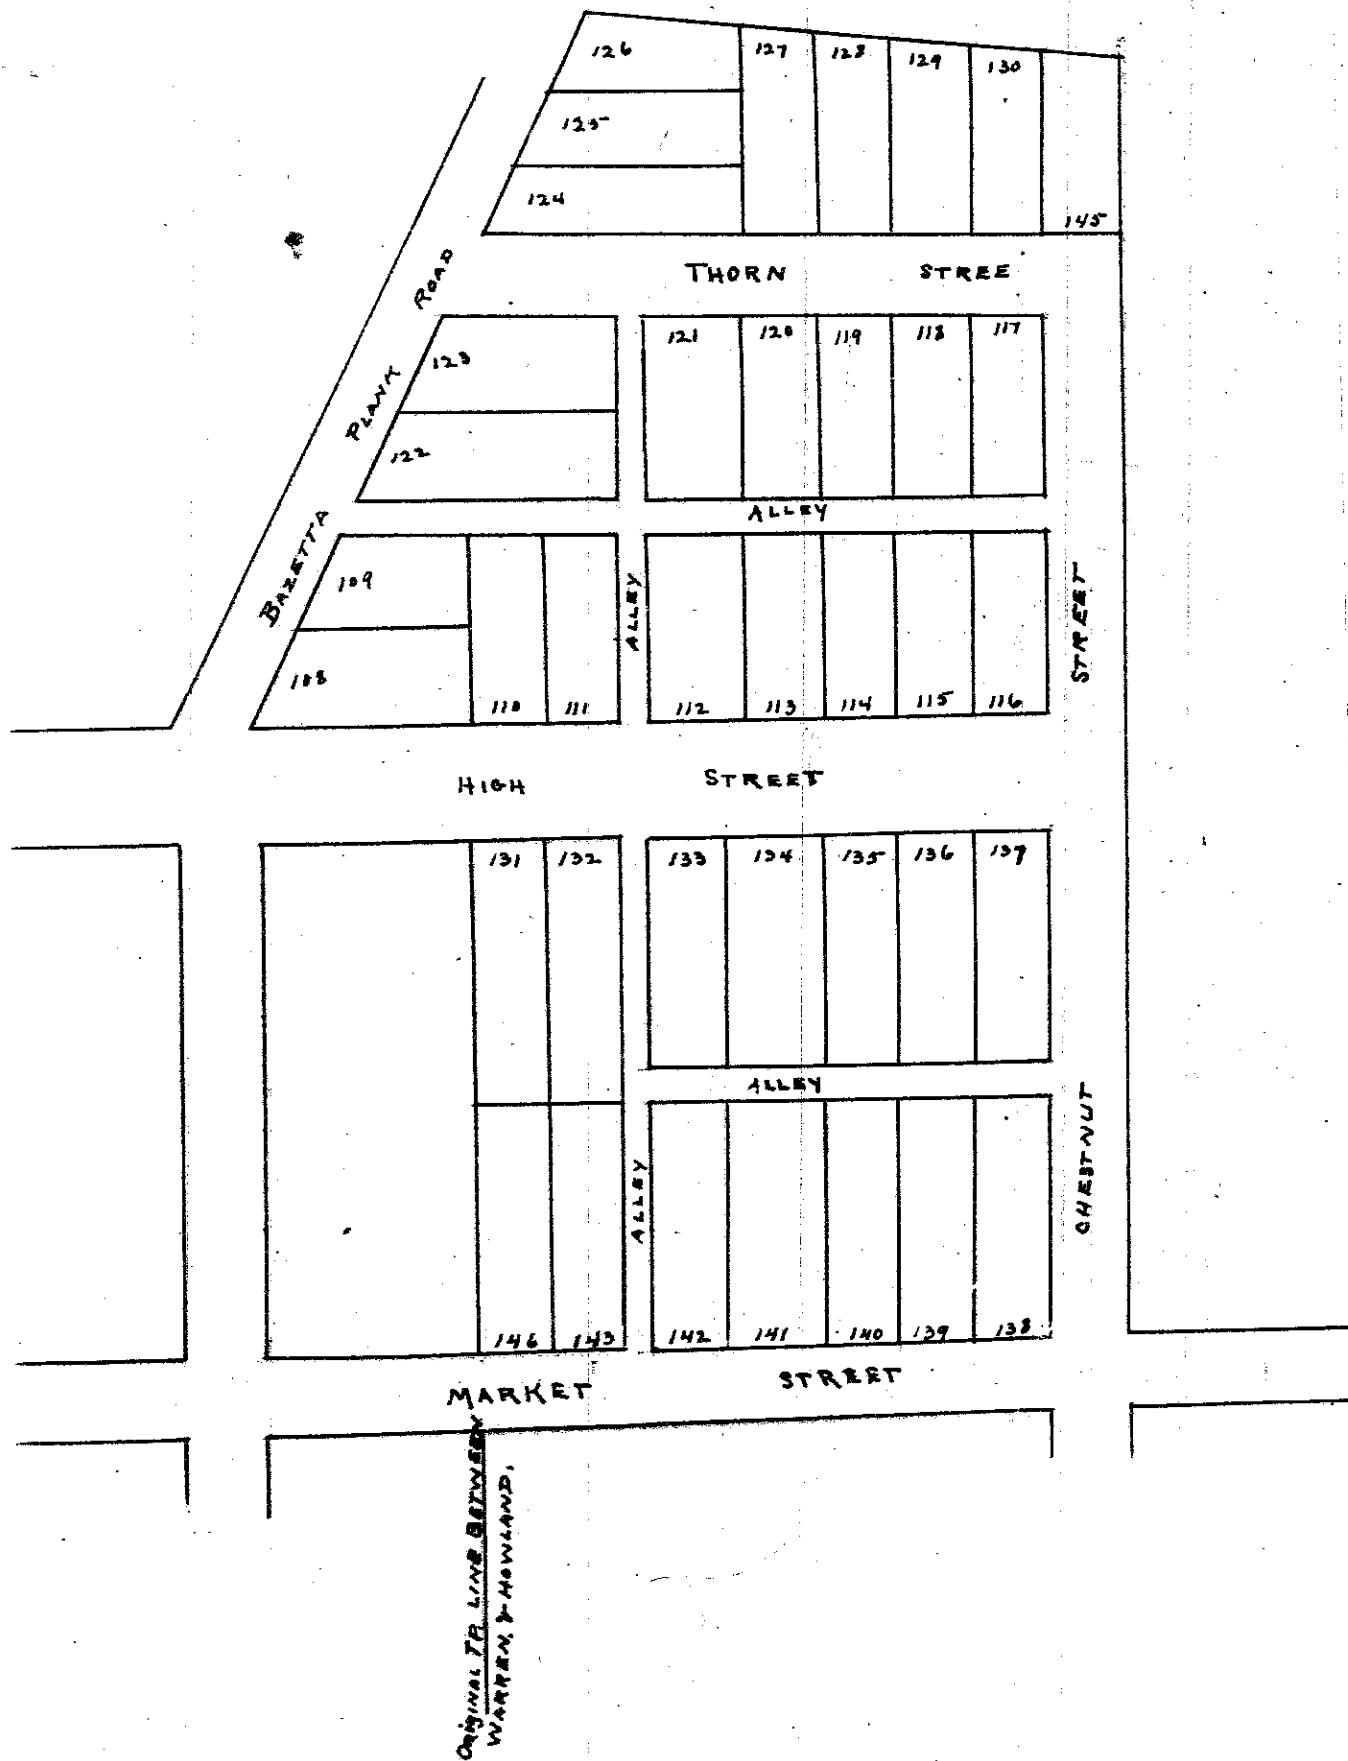 126 127 128 129 130
125
124
145
THORN STREE
BAZETTA PLANK ROAD
123
122
121 120 119 118 117
ALLEY
109
108
110 111 112 113 114 115 116
ALLEY
STREET
HIGH STREET
131 132 133 134 135 136 137
ALLEY
ALLEY
CHESTNUT
146 143 142 141 140 139 138
MARKET STREET
ORIGINAL TP. LINE BETWEEN
WARREN, & HOWLAND,